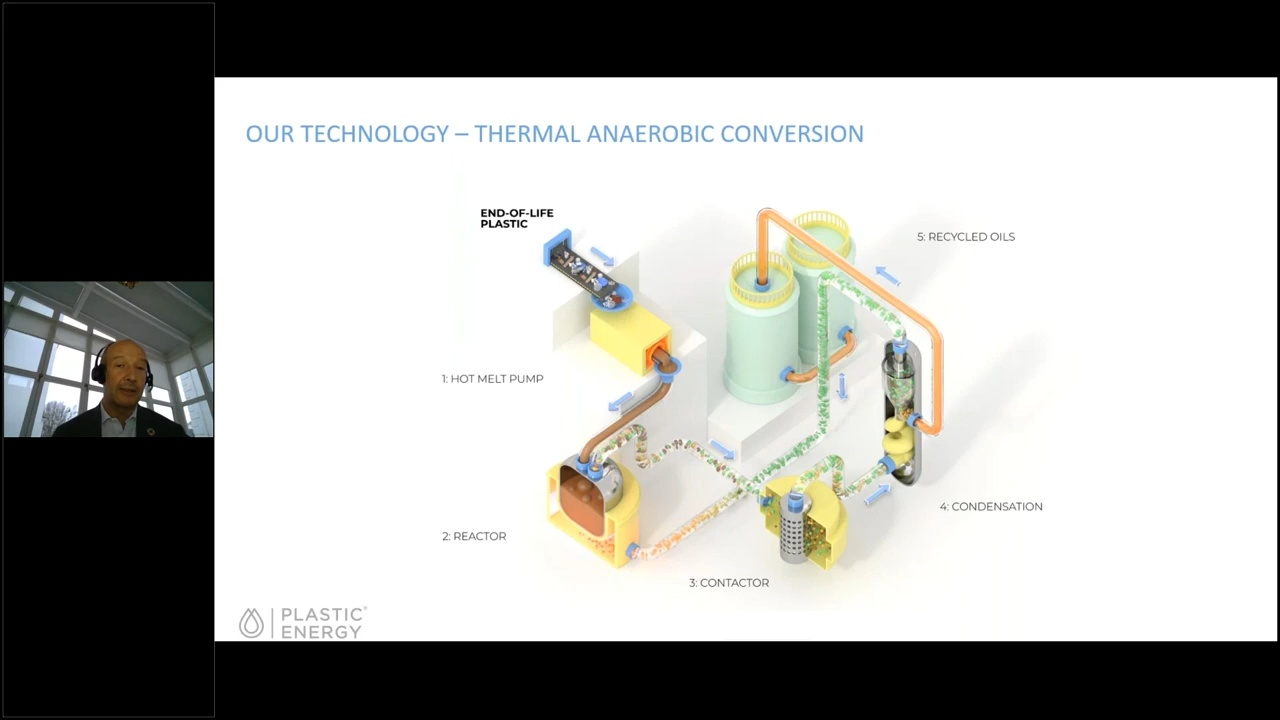 OUR TECHNOLOGY – THERMAL ANAEROBIC CONVERSION
END-OF-LIFE
PLASTIC
5: RECYCLED OILS
1: HOT MELT PUMP
4: CONDENSATION
2: REACTOR
3: CONTACTOR
PLASTIC®
ENERGY